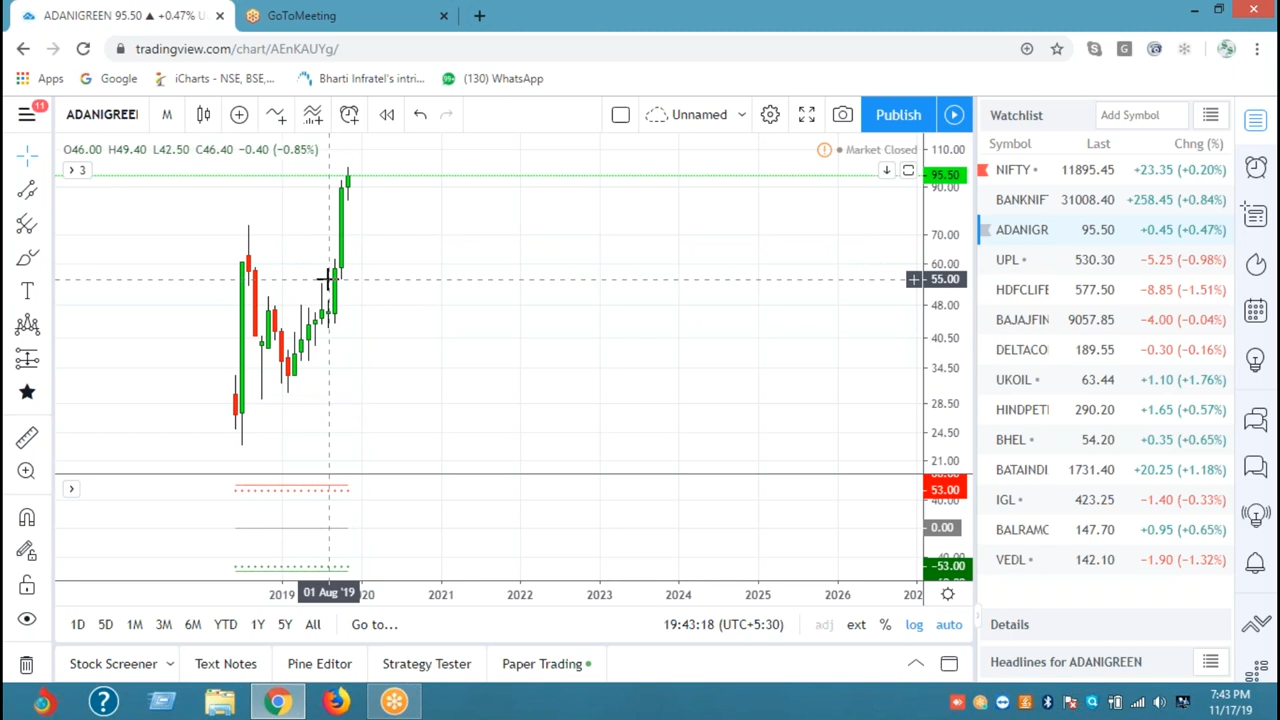 ADANIGREEN 95.50 ▲ +0.47% U
GoToMeeting
tradingview.com/chart/AEnKAUYg/
Apps
Google
iCharts - NSE, BSE,...
Bharti Infratel's intri...
99+
(130) WhatsApp
11
ADANIGREEI
M
Unnamed
Publish
Watchlist
Add Symbol
O46.00 H49.40 L42.50 C46.40 −0.40 (−0.85%)
Market Closed
3
Symbol Last Chng (%)
NIFTY 11895.45 +23.35 (+0.20%)
BANKNIF 31008.40 +258.45 (+0.84%)
ADANIGR 95.50 +0.45 (+0.47%)
UPL 530.30 −5.25 (−0.98%)
HDFCLIFE 577.50 −8.85 (−1.51%)
BAJAJFIN 9057.85 −4.00 (−0.04%)
DELTACO 189.55 −0.30 (−0.16%)
UKOIL 63.44 +1.10 (+1.76%)
HINDPETI 290.20 +1.65 (+0.57%)
BHEL 54.20 +0.35 (+0.65%)
BATAINDI 1731.40 +20.25 (+1.18%)
IGL 423.25 −1.40 (−0.33%)
BALRAMC 147.70 +0.95 (+0.65%)
VEDL 142.10 −1.90 (−1.32%)
110.00
95.50
90.00
70.00
60.00
55.00
48.00
40.50
34.50
28.50
24.50
21.00
53.00
40.00
0.00
−53.00
2019 01 Aug '19 20 2021 2022 2023 2024 2025 2026 202
1D 5D 1M 3M 6M YTD 1Y 5Y All Go to...
19:43:18 (UTC+5:30)
adj ext % log auto
Details
Stock Screener
Text Notes
Pine Editor
Strategy Tester
Paper Trading
Headlines for ADANIGREEN
7:43 PM
11/17/19